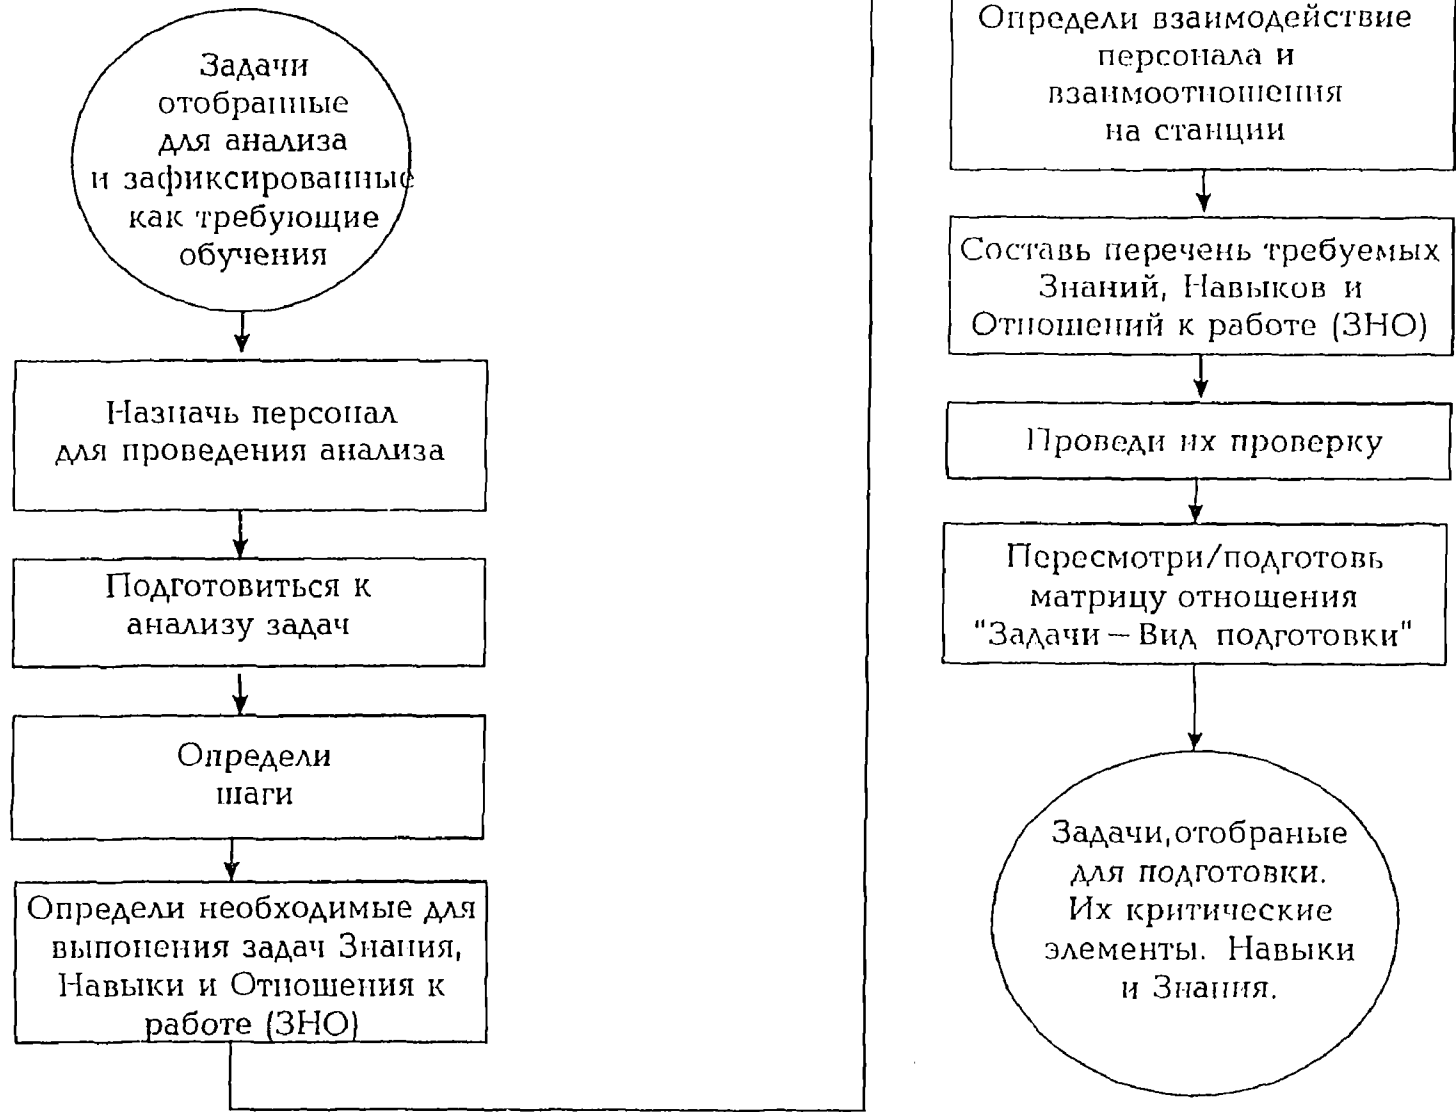 Задачи
отобранные
для анализа
и зафиксированные
как требующие
обучения
Назначь персонал
для проведения анализа
Подготовиться к
анализу задач
Определи
шаги
Определи необходимые для
выпонения задач Знания,
Навыки и Отношения к
работе (ЗНО)
Определи взаимодействие
персонала и
взаимоотношения
на станции
Составь перечень требуемых
Знаний, Навыков и
Отношений к работе (ЗНО)
Проведи их проверку
Пересмотри/подготовь
матрицу отношения
"Задачи — Вид подготовки"
Задачи,отобраные
для подготовки.
Их критические
элементы. Навыки
и Знания.